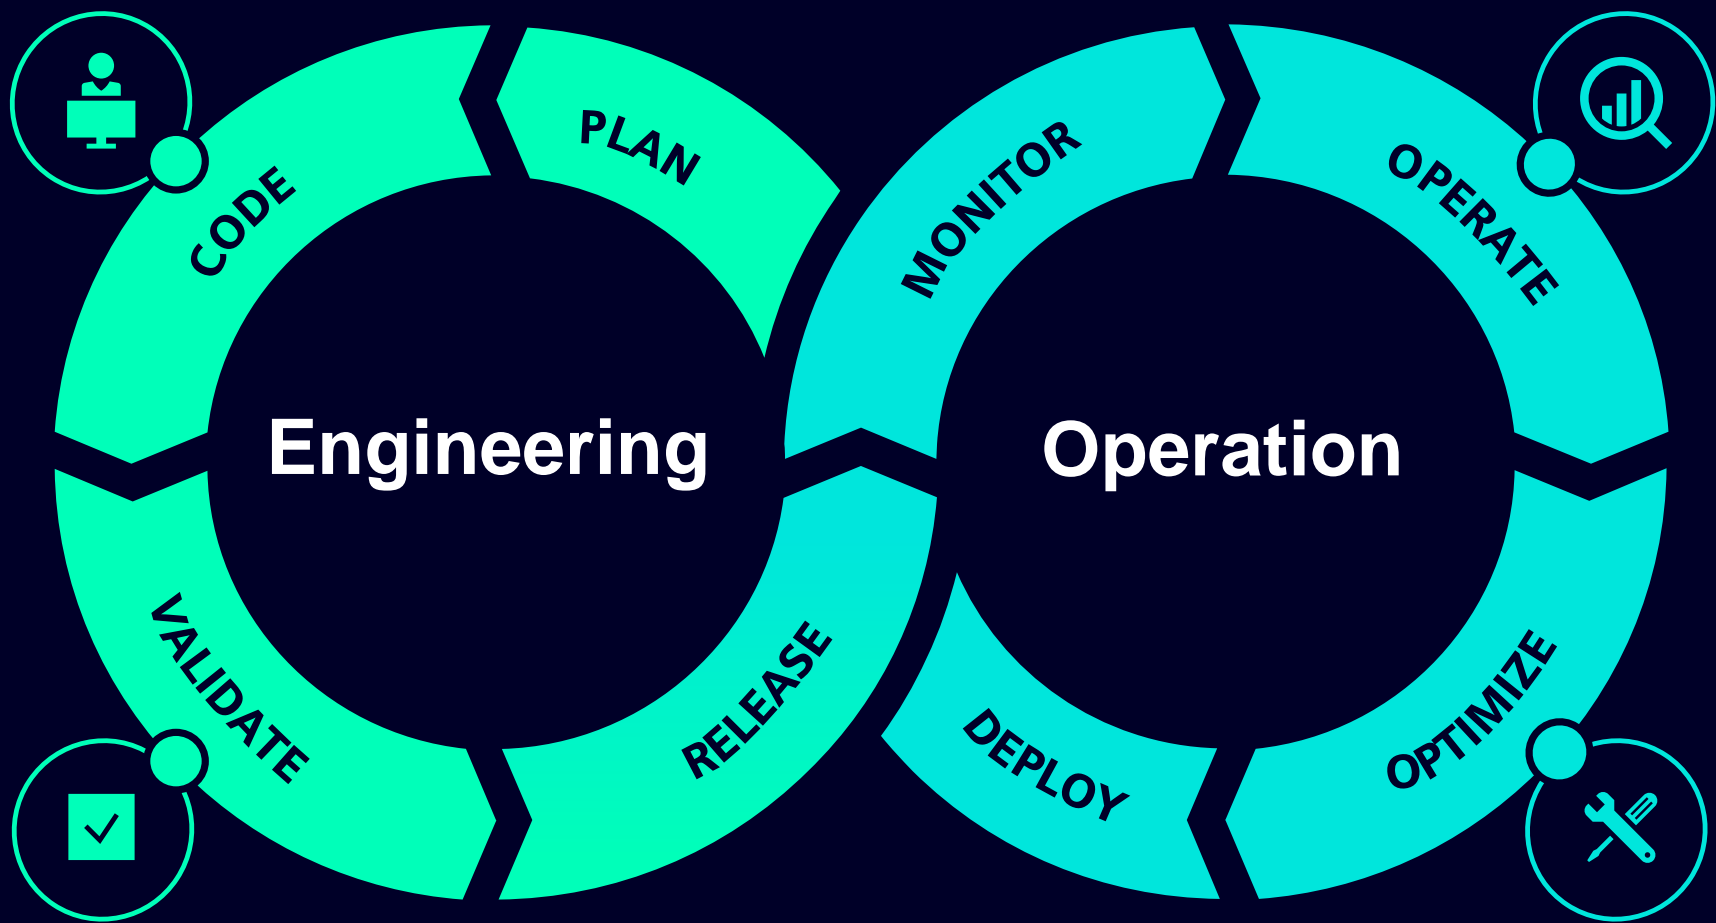 PLAN
CODE
VALIDATE
RELEASE
Engineering
MONITOR
OPERATE
OPTIMIZE
DEPLOY
Operation